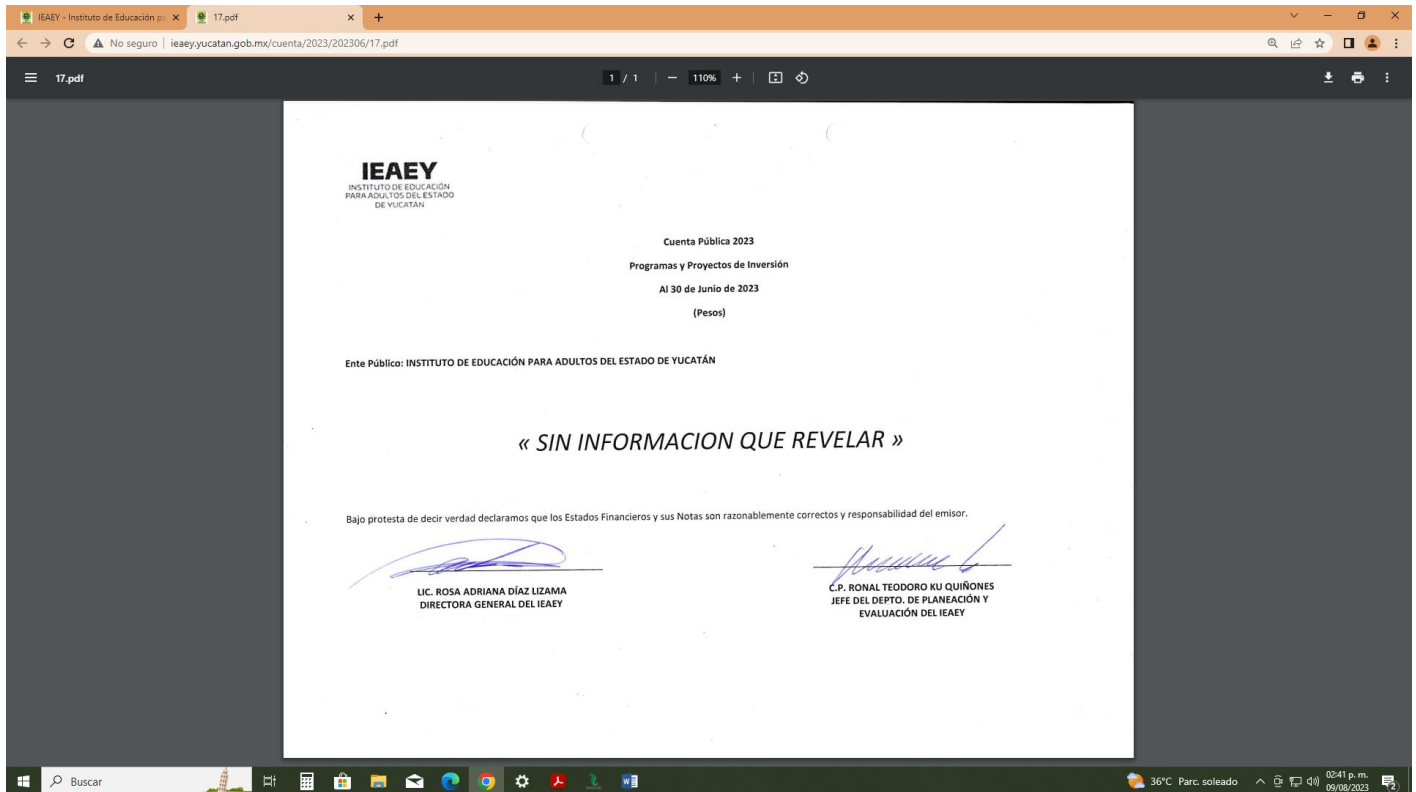 IEAEY - Instituto de Educación pa
17.pdf
No seguro
ieaey.yucatan.gob.mx/cuenta/2023/202306/17.pdf
17.pdf
1 / 1
110%
IEAEY
INSTITUTO DE EDUCACIÓN
PARA ADULTOS DEL ESTADO
DE YUCATÁN
Cuenta Pública 2023
Programas y Proyectos de Inversión
Al 30 de Junio de 2023
(Pesos)
Ente Público: INSTITUTO DE EDUCACIÓN PARA ADULTOS DEL ESTADO DE YUCATÁN
« SIN INFORMACION QUE REVELAR »
Bajo protesta de decir verdad declaramos que los Estados Financieros y sus Notas son razonablemente correctos y responsabilidad del emisor.
LIC. ROSA ADRIANA DÍAZ LIZAMA
DIRECTORA GENERAL DEL IEAEY
C.P. RONAL TEODORO KU QUIÑONES
JEFE DEL DEPTO. DE PLANEACIÓN Y
EVALUACIÓN DEL IEAEY
Buscar
36°C Parc. soleado
02:41 p. m.
09/08/2023
2